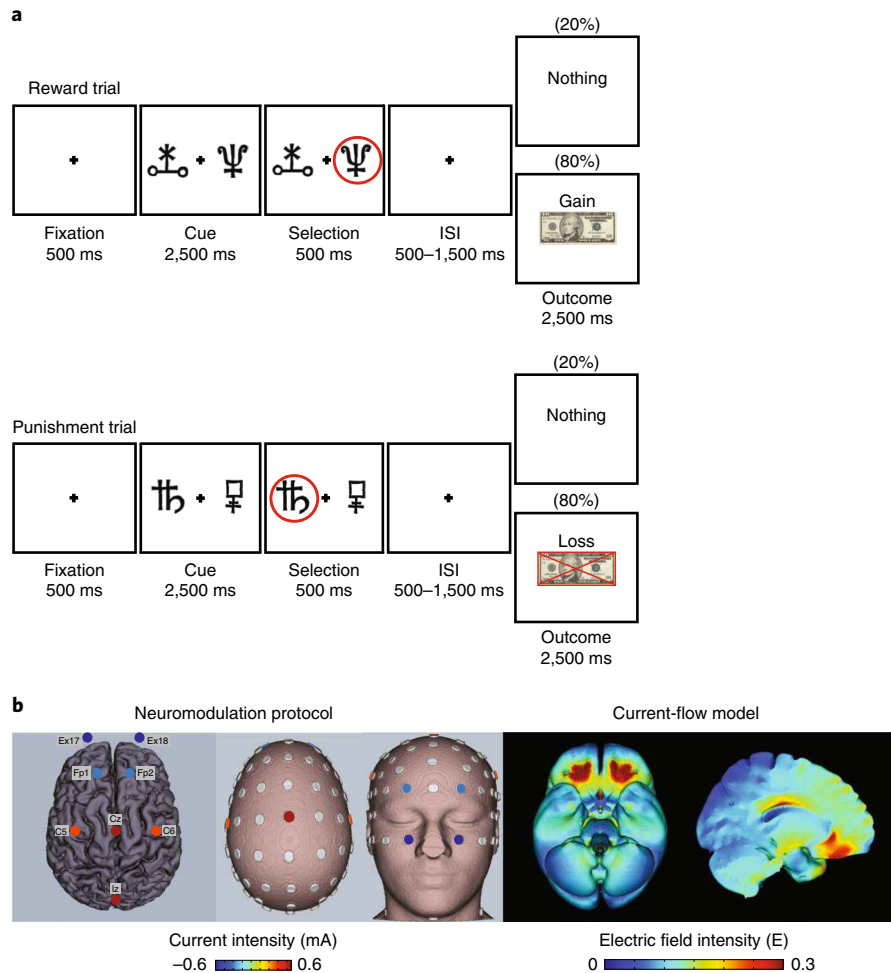 a
(20%)
Nothing
Reward trial
(80%)
Gain
Fixation
500 ms
Cue
2,500 ms
Selection
500 ms
ISI
500–1,500 ms
Outcome
2,500 ms
(20%)
Nothing
Punishment trial
(80%)
Loss
Fixation
500 ms
Cue
2,500 ms
Selection
500 ms
ISI
500–1,500 ms
Outcome
2,500 ms
b
Neuromodulation protocol
Current-flow model
Ex17
Ex18
Fp1
Fp2
Cz
C5
C6
Iz
Current intensity (mA)
–0.6
0.6
Electric field intensity (E)
0
0.3